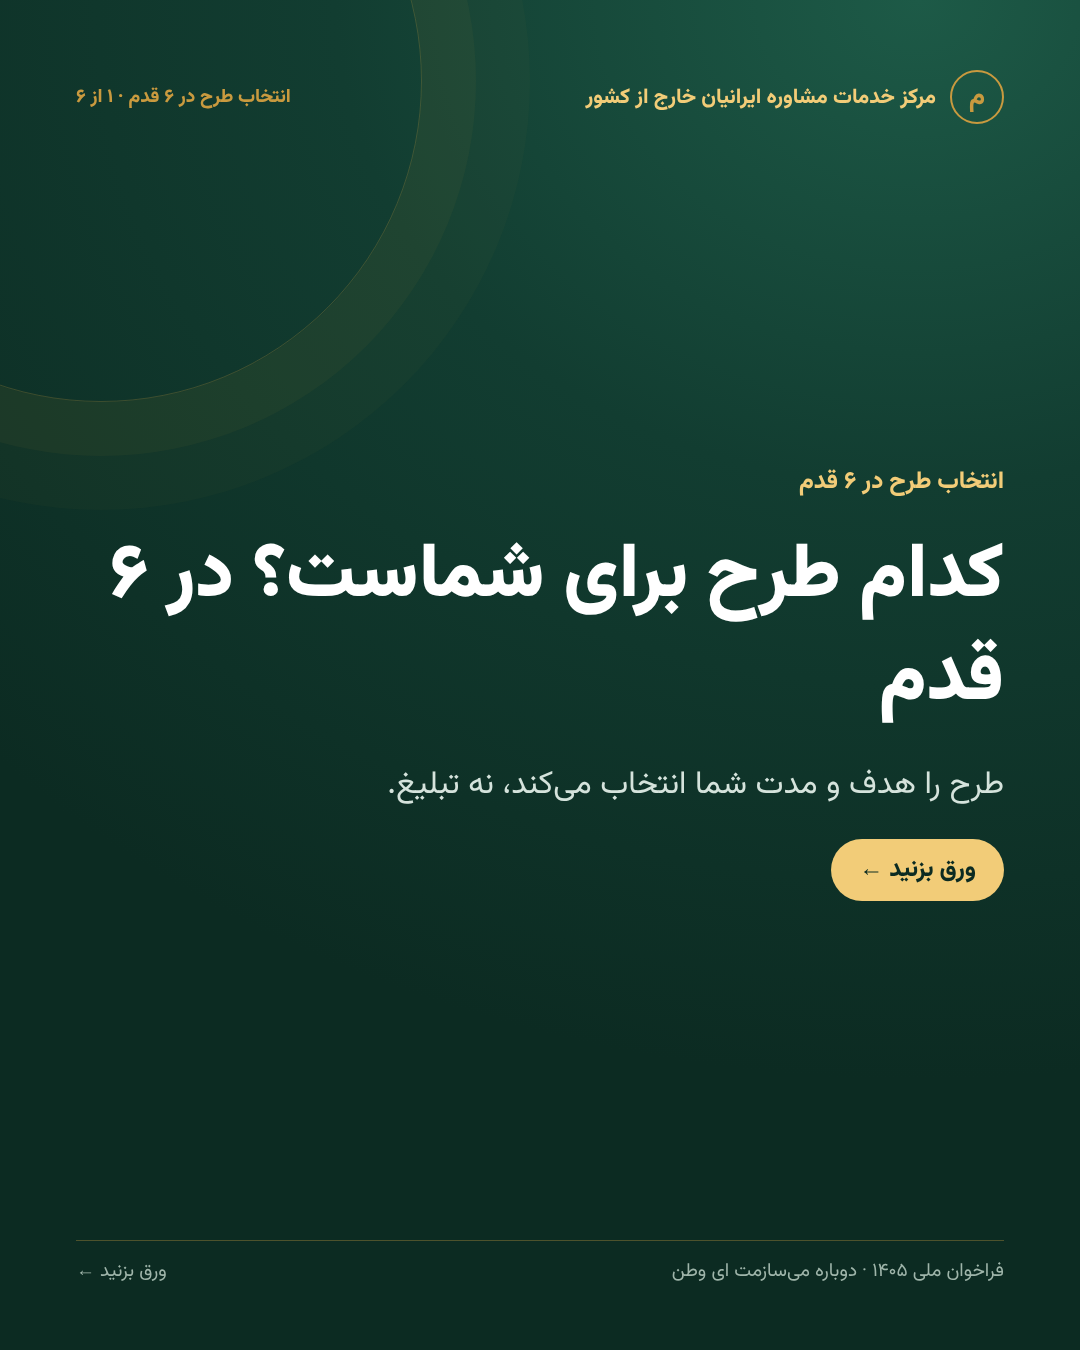 م
مرکز خدمات مشاوره ایرانیان خارج از کشور
انتخاب طرح در ۶ قدم · ۱ از ۶
انتخاب طرح در ۶ قدم
کدام طرح برای شماست؟ در ۶
قدم
طرح را هدف و مدت شما انتخاب می‌کند، نه تبلیغ.
ورق بزنید ←
فراخوان ملی ۱۴۰۵ · دوباره می‌سازمت ای وطن
ورق بزنید ←